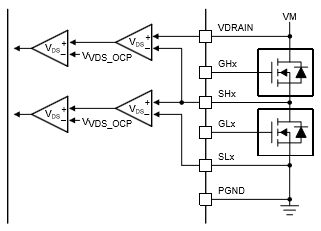 VDRAIN
VM
+
VDS
−
VVDS_OCP
+
VDS
−
GHx
SHx
+
VDS
−
VVDS_OCP
+
VDS
−
GLx
SLx
PGND